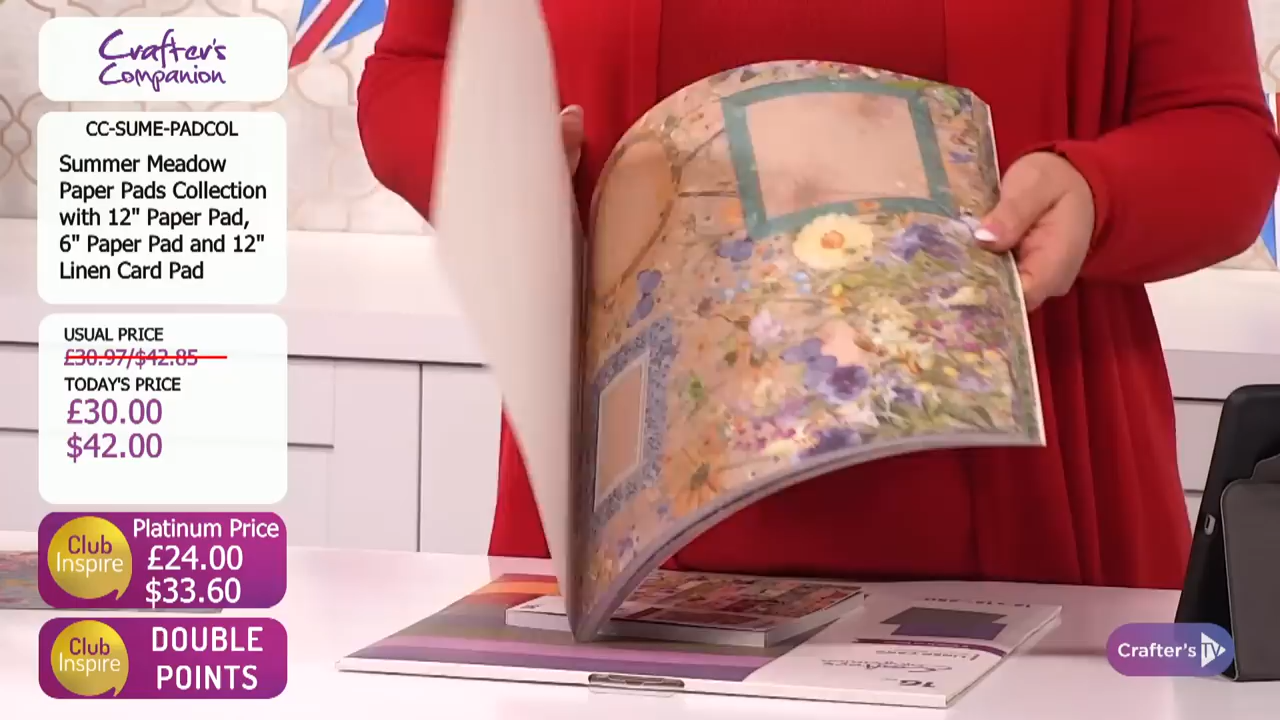 Crafter's
Companion
CC-SUME-PADCOL
Summer Meadow
Paper Pads Collection
with 12" Paper Pad,
6" Paper Pad and 12"
Linen Card Pad
USUAL PRICE
£30.97/$42.85
TODAY'S PRICE
£30.00
$42.00
Club
Inspire
Platinum Price
£24.00
$33.60
Club
Inspire
DOUBLE
POINTS
Crafter's TV